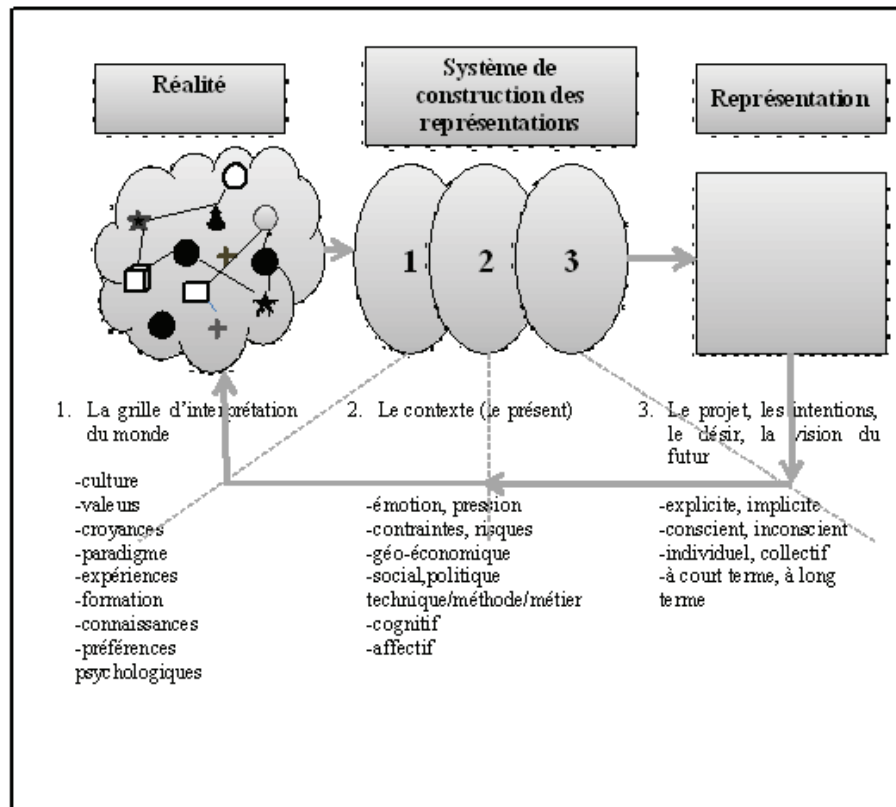 Réalité
Système de
construction des
représentations
Représentation
1
2
3
1. La grille d'interprétation
du monde
-culture
-valeurs
-croyances
-paradigme
-expériences
-formation
-connaissances
-préférences
psychologiques
2. Le contexte (le présent)
-émotion, pression
-contraintes, risques
-géo-économique
-social,politique
technique/méthode/métier
-cognitif
-affectif
3. Le projet, les intentions,
le désir, la vision du
futur
-explicite, implicite
-conscient, inconscient
-individuel, collectif
-à court terme, à long
terme